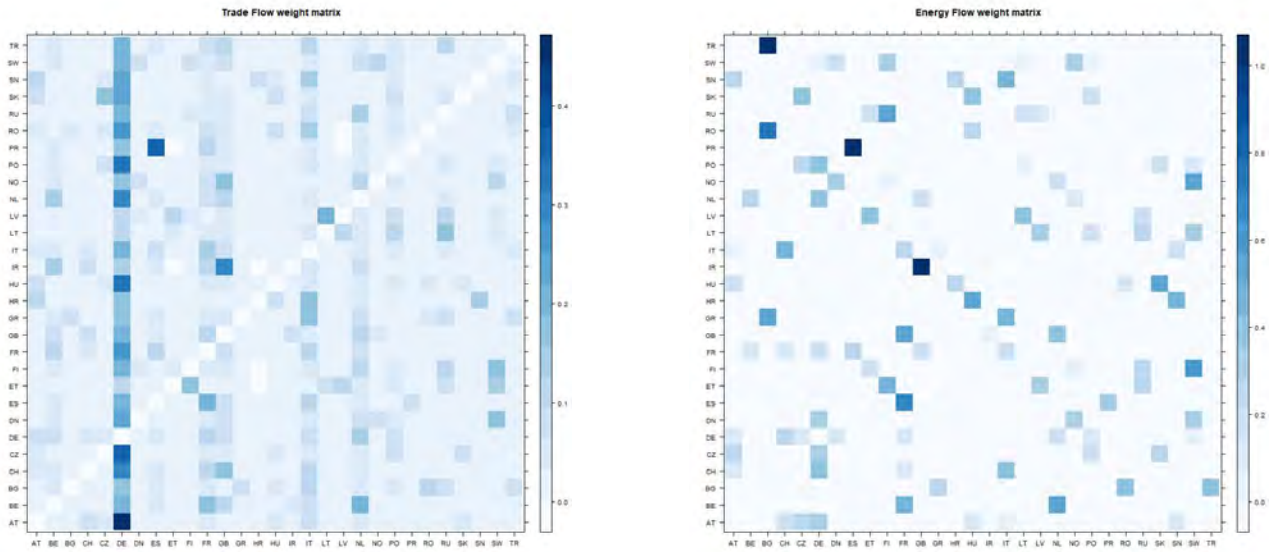 Trade Flow weight matrix
TR
SW
SN
SK
RU
RO
PR
PO
NO
NL
LV
LT
IT
IR
HU
HR
GR
GB
FR
FI
ET
ES
DN
DE
CZ
CH
BG
BE
AT
AT BE BG CH CZ DE DN ES ET FI FR GB GR HR HU IR IT LT LV NL NO PO PR RO RU SK SN SW TR
0.4
0.3
0.2
0.1
0.0
Energy Flow weight matrix
TR
SW
SN
SK
RU
RO
PR
PO
NO
NL
LV
LT
IT
IR
HU
HR
GR
GB
FR
FI
ET
ES
DN
DE
CZ
CH
BG
BE
AT
AT BE BG CH CZ DE DN ES ET FI FR GB GR HR HU IR IT LT LV NL NO PO PR RO RU SK SN SW TR
1.0
0.8
0.6
0.4
0.2
0.0